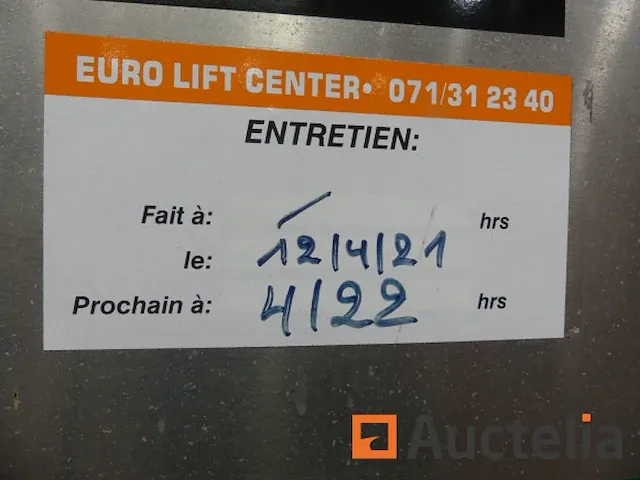 EURO LIFT CENTER• 071/31 23 40
ENTRETIEN:
Fait à: / hrs
le: 12/4/21
Prochain à: 4/22 hrs
Auctelia